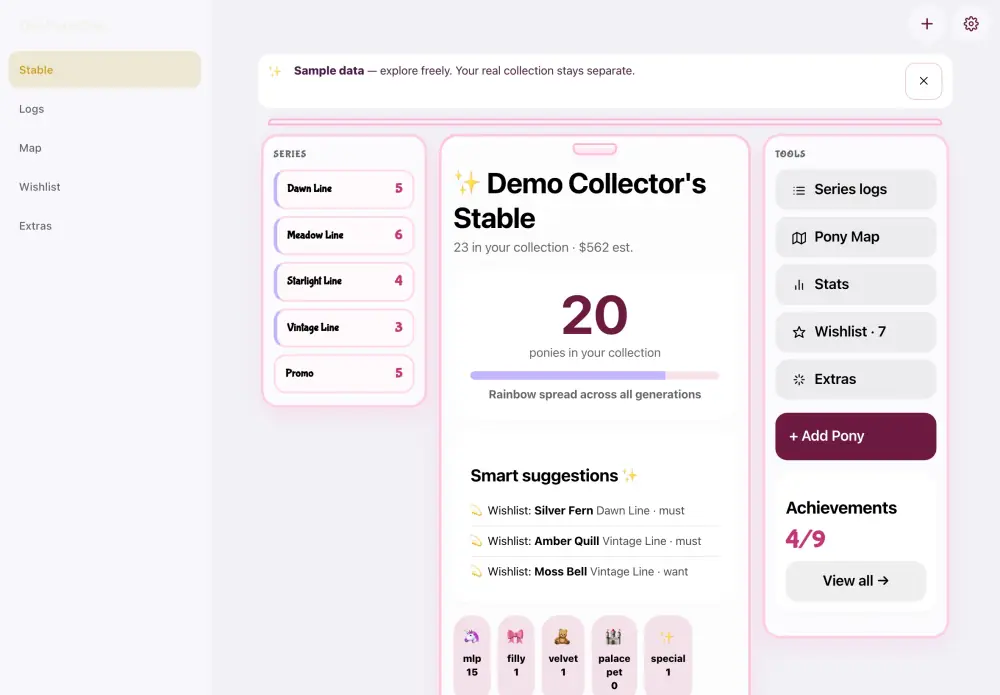 Stable
Logs
Map
Wishlist
Extras
+
✨ Sample data — explore freely. Your real collection stays separate.
×
SERIES
Dawn Line 5
Meadow Line 6
Starlight Line 4
Vintage Line 3
Promo 5
✨ Demo Collector's
Stable
23 in your collection · $562 est.
20
ponies in your collection
Rainbow spread across all generations
Smart suggestions ✨
💫 Wishlist: Silver Fern Dawn Line · must
💫 Wishlist: Amber Quill Vintage Line · must
💫 Wishlist: Moss Bell Vintage Line · want
mlp
15
filly
1
velvet
1
palace
pet
0
special
1
TOOLS
Series logs
Pony Map
Stats
Wishlist · 7
Extras
+ Add Pony
Achievements
4/9
View all →